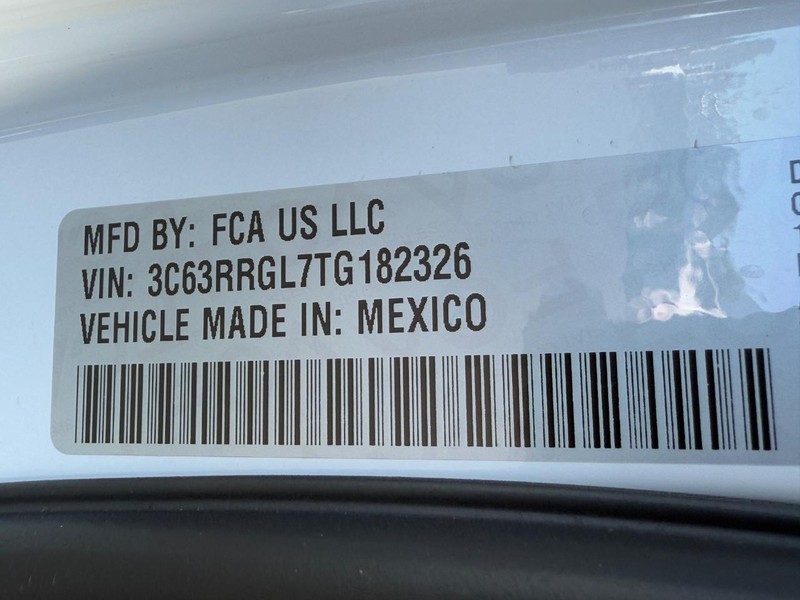 MFD BY: FCA US LLC
VIN: 3C63RRGL7TG182326
VEHICLE MADE IN: MEXICO